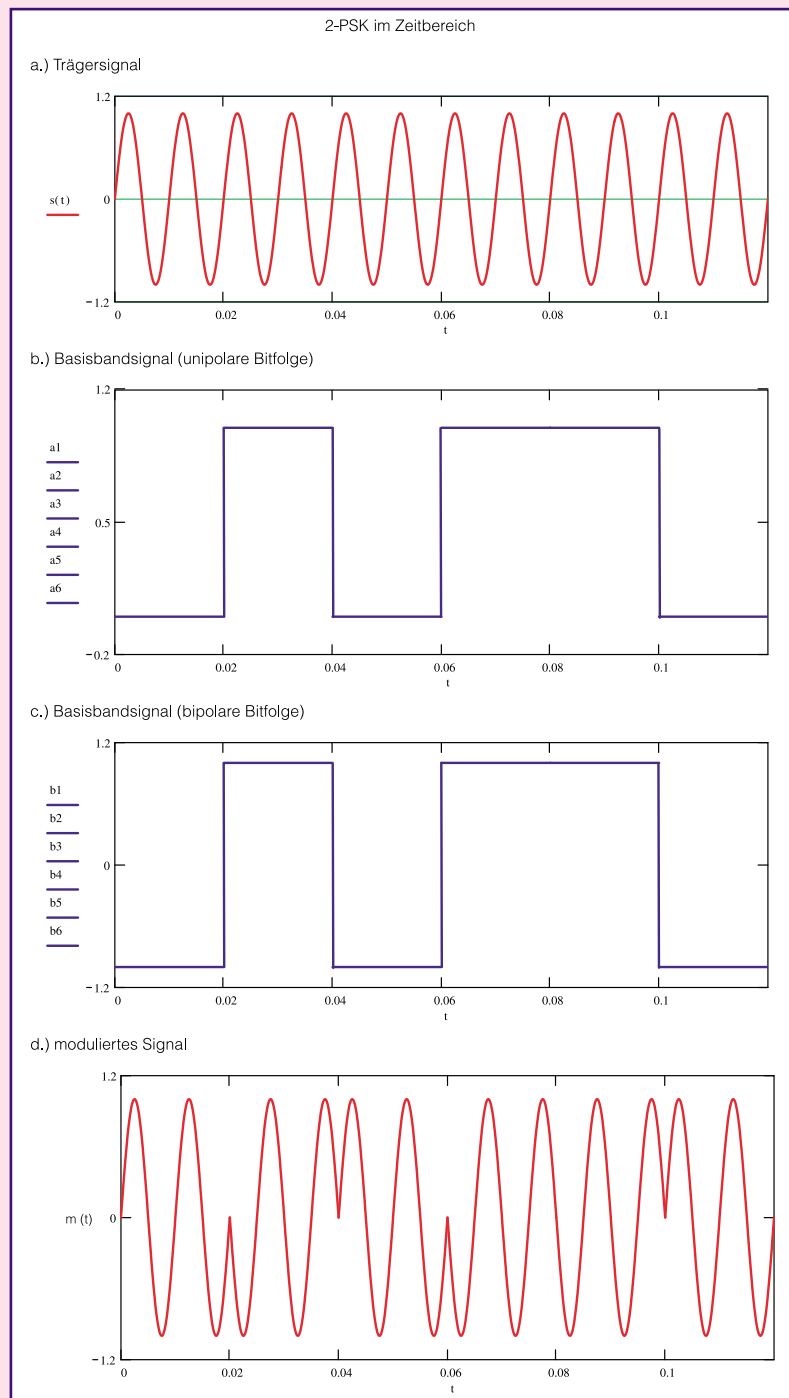 2-PSK im Zeitbereich
a.) Trägersignal
1.2
s(t)
0
−1.2
0 0.02 0.04 0.06 0.08 0.1
t
b.) Basisbandsignal (unipolare Bitfolge)
1.2
a1
a2
a3
0.5
a4
a5
a6
−0.2
0 0.02 0.04 0.06 0.08 0.1
t
c.) Basisbandsignal (bipolare Bitfolge)
1.2
b1
b2
b3
0
b4
b5
b6
−1.2
0 0.02 0.04 0.06 0.08 0.1
t
d.) moduliertes Signal
1.2
m (t) 0
−1.2
0 0.02 0.04 0.06 0.08 0.1
t